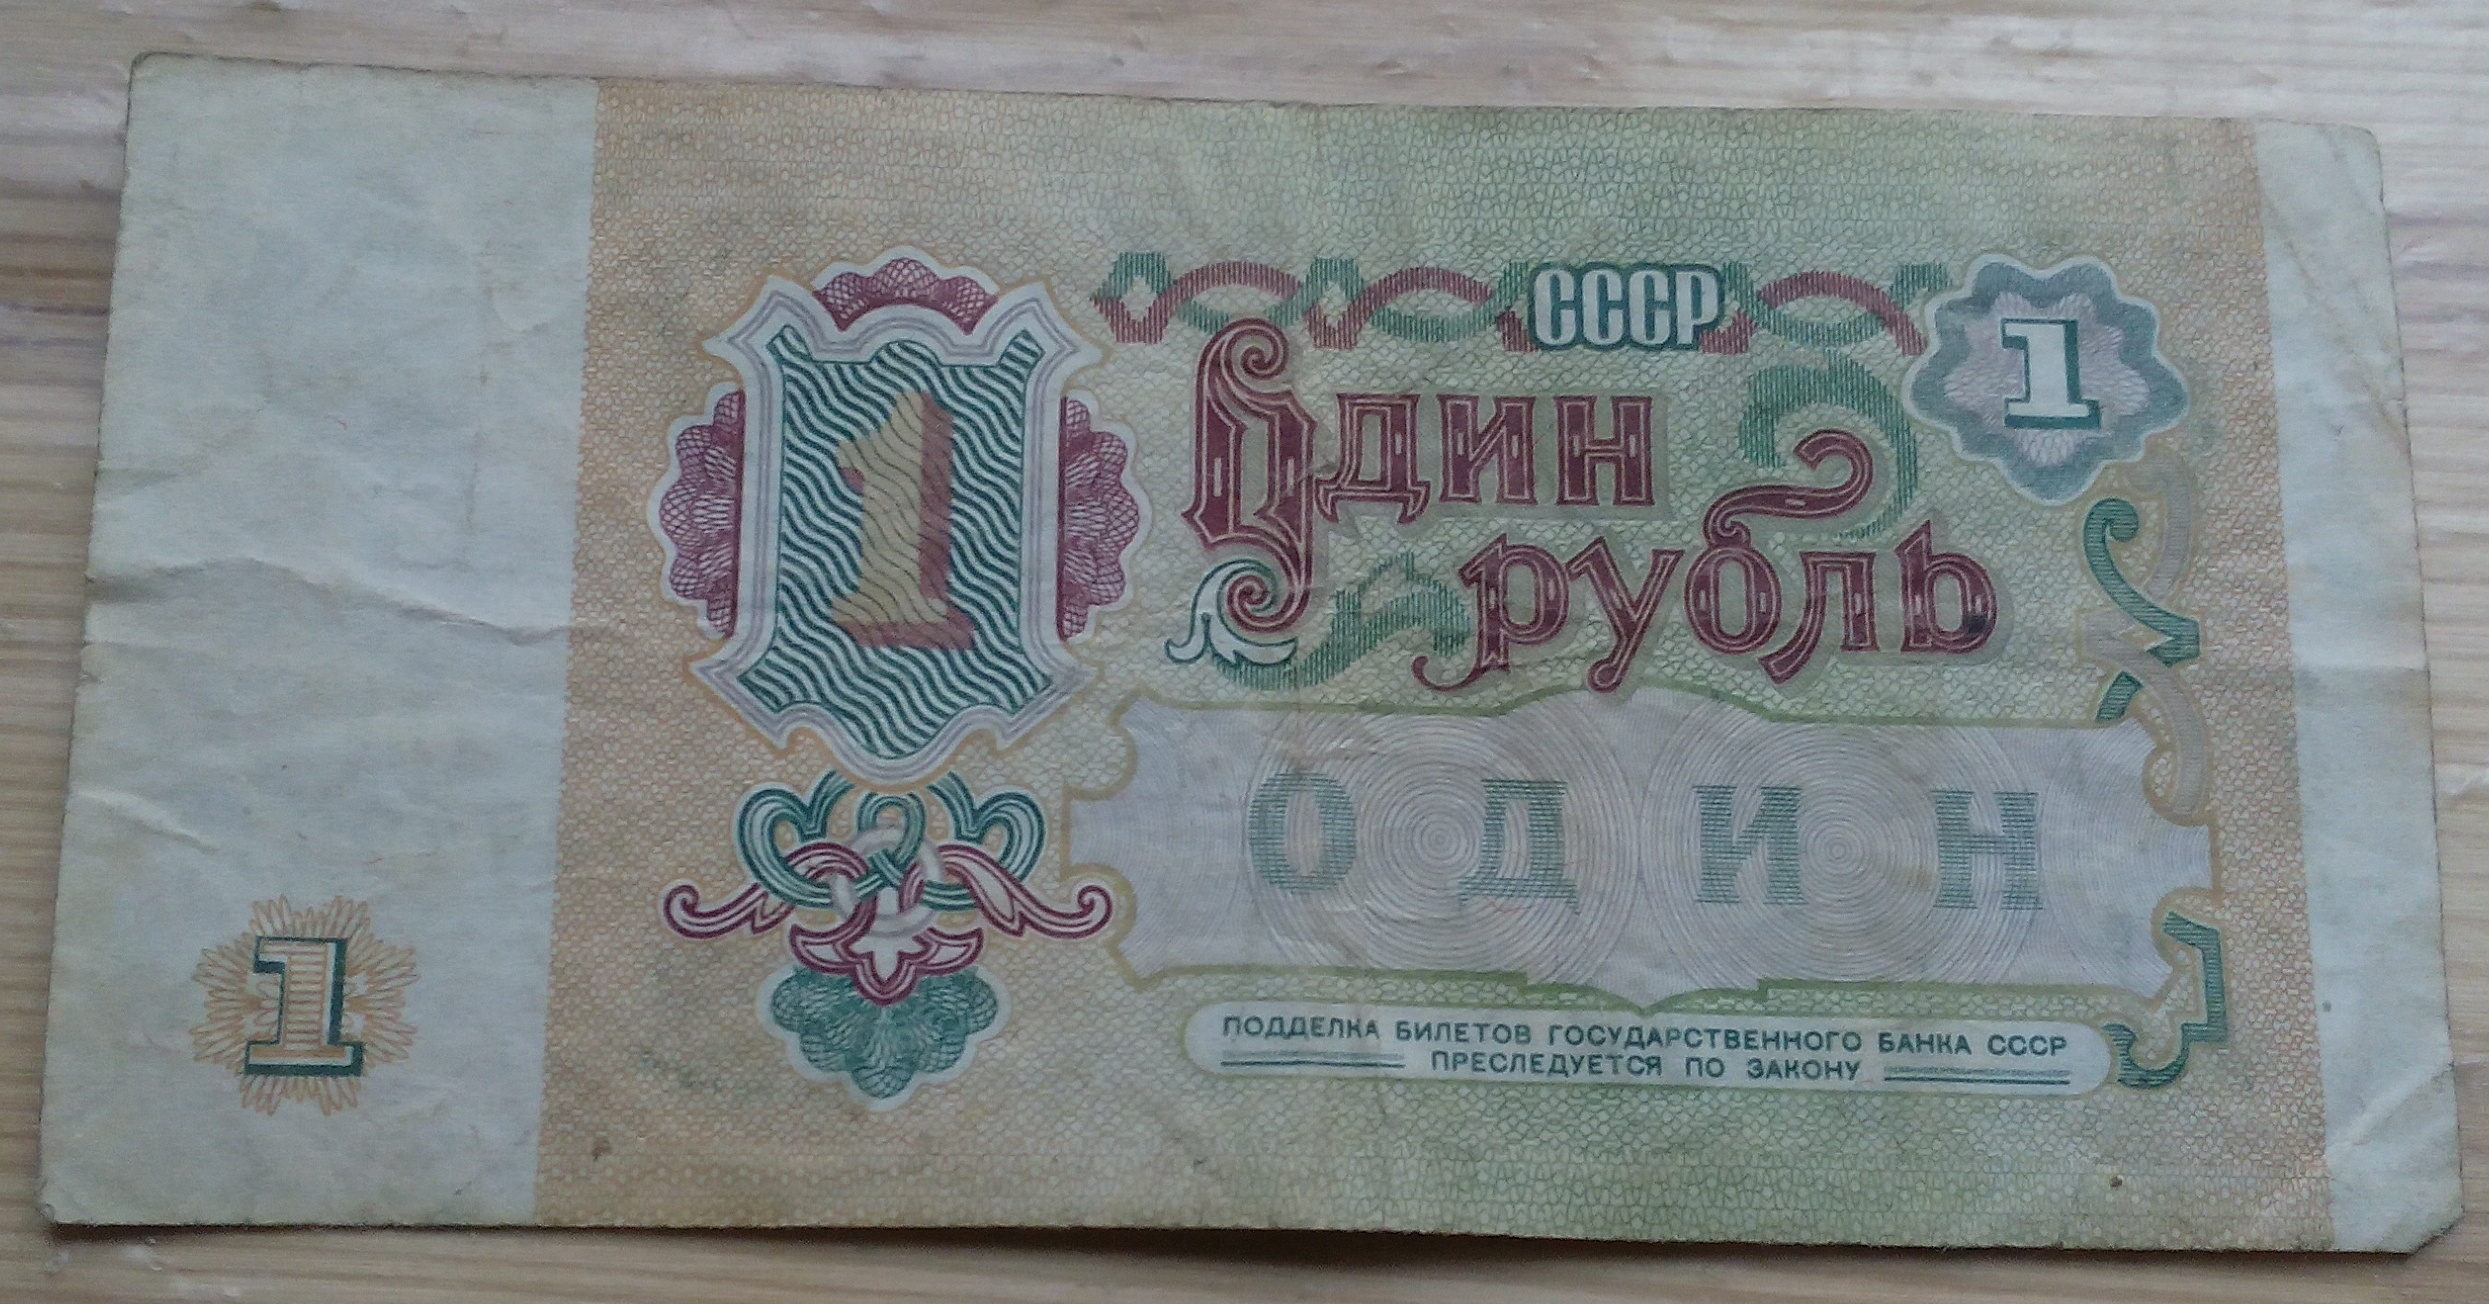 СССР
1
1
Один
рубль
ОДИН
1
ПОДДЕЛКА БИЛЕТОВ ГОСУДАРСТВЕННОГО БАНКА СССР
ПРЕСЛЕДУЕТСЯ ПО ЗАКОНУ